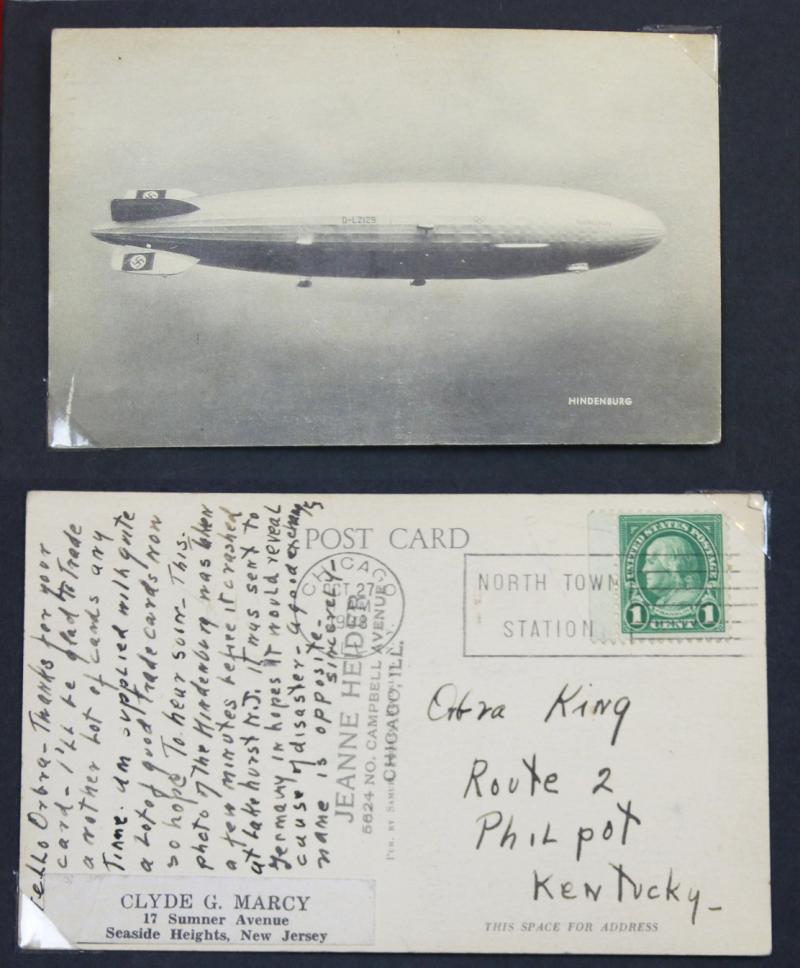 D-LZ129
HINDENBURG
POST CARD
CHICAGO
OCT 27
NORTH TOWN
STATION
UNITED STATES POSTAGE
1 1
CENT
Hello Orbra - Thanks for your
card - I'll be glad to Trade
another Lot of cards any
Time. am supplied with quite
a Lot of good Trade cards now
so hope To hear soon - This
photo of the Hindenburg was taken
a few minutes before it crashed
at Lakehurst N.J. It was sent to
Germany in hopes it would reveal
cause of disaster - a good exchangers
name is opposite -
sincerely -
JEANNE HEIDER
5624 NO. CAMPBELL AVENUE
CHICAGO, ILL.
Orbra King
Route 2
Philpot
Kentucky -
CLYDE G. MARCY
17 Sumner Avenue
Seaside Heights, New Jersey
THIS SPACE FOR ADDRESS